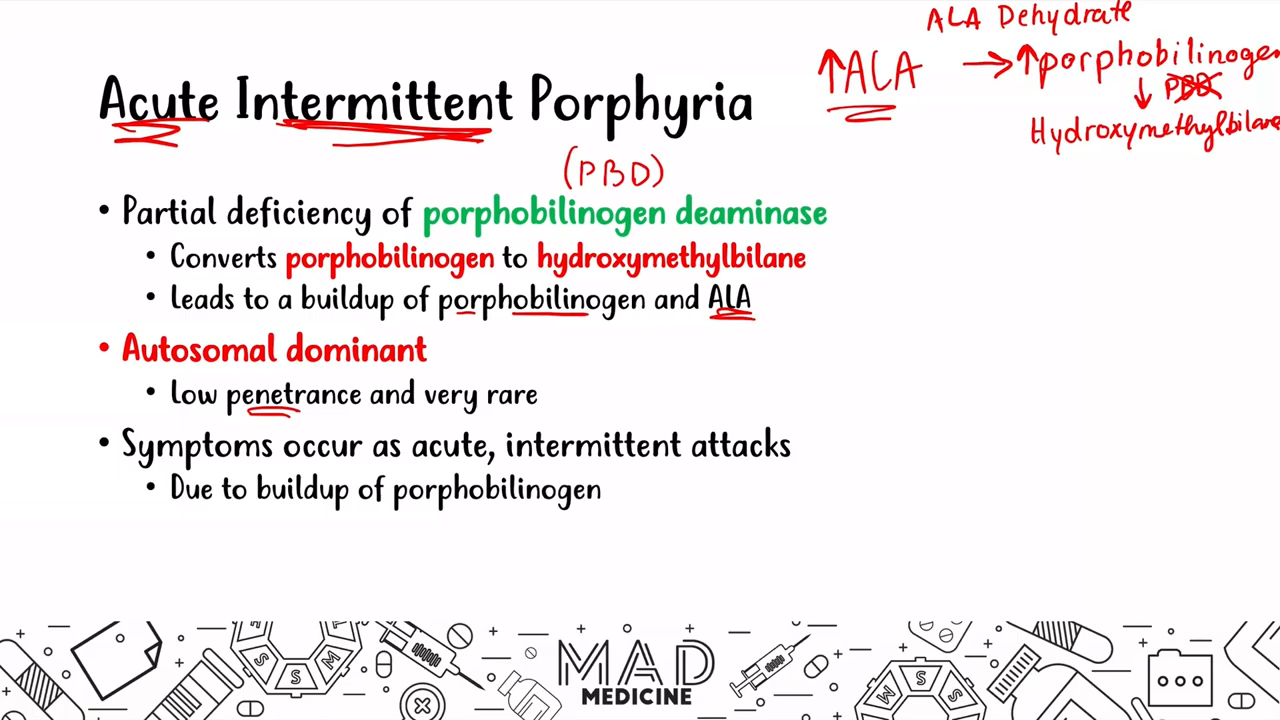 ALA Dehydrate
↑ALA → ↑porphobilinogen
↓ PBD
Hydroxymethylbilane
Acute Intermittent Porphyria
(PBD)
• Partial deficiency of porphobilinogen deaminase
• Converts porphobilinogen to hydroxymethylbilane
• Leads to a buildup of porphobilinogen and ALA
• Autosomal dominant
• Low penetrance and very rare
• Symptoms occur as acute, intermittent attacks
• Due to buildup of porphobilinogen
S S M
M S S
MAD
MEDICINE